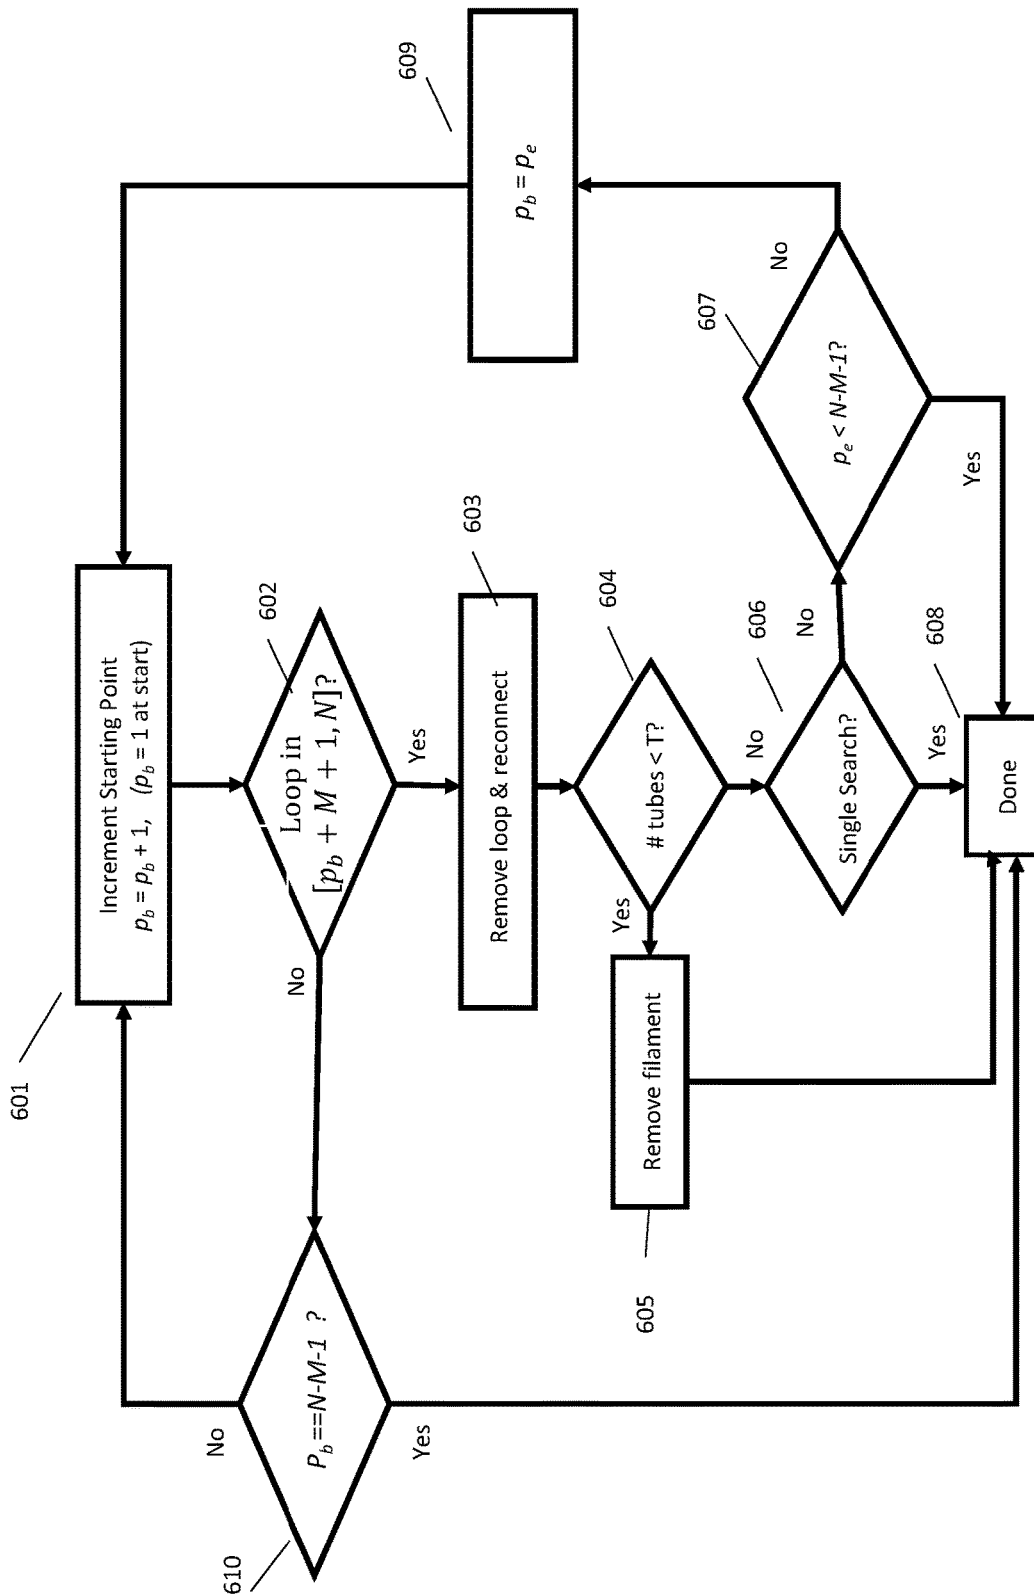 601
Increment Starting Point
p_b = p_b + 1, (p_b = 1 at start)
602
Loop in
[p_b + M + 1, N]?
No
Yes
610
P_b ==N-M-1 ?
No
Yes
603
Remove loop & reconnect
604
# tubes < T?
Yes
No
605
Remove filament
606
Single Search?
No
Yes
607
p_e < N-M-1?
No
Yes
608
Done
609
p_b = p_e